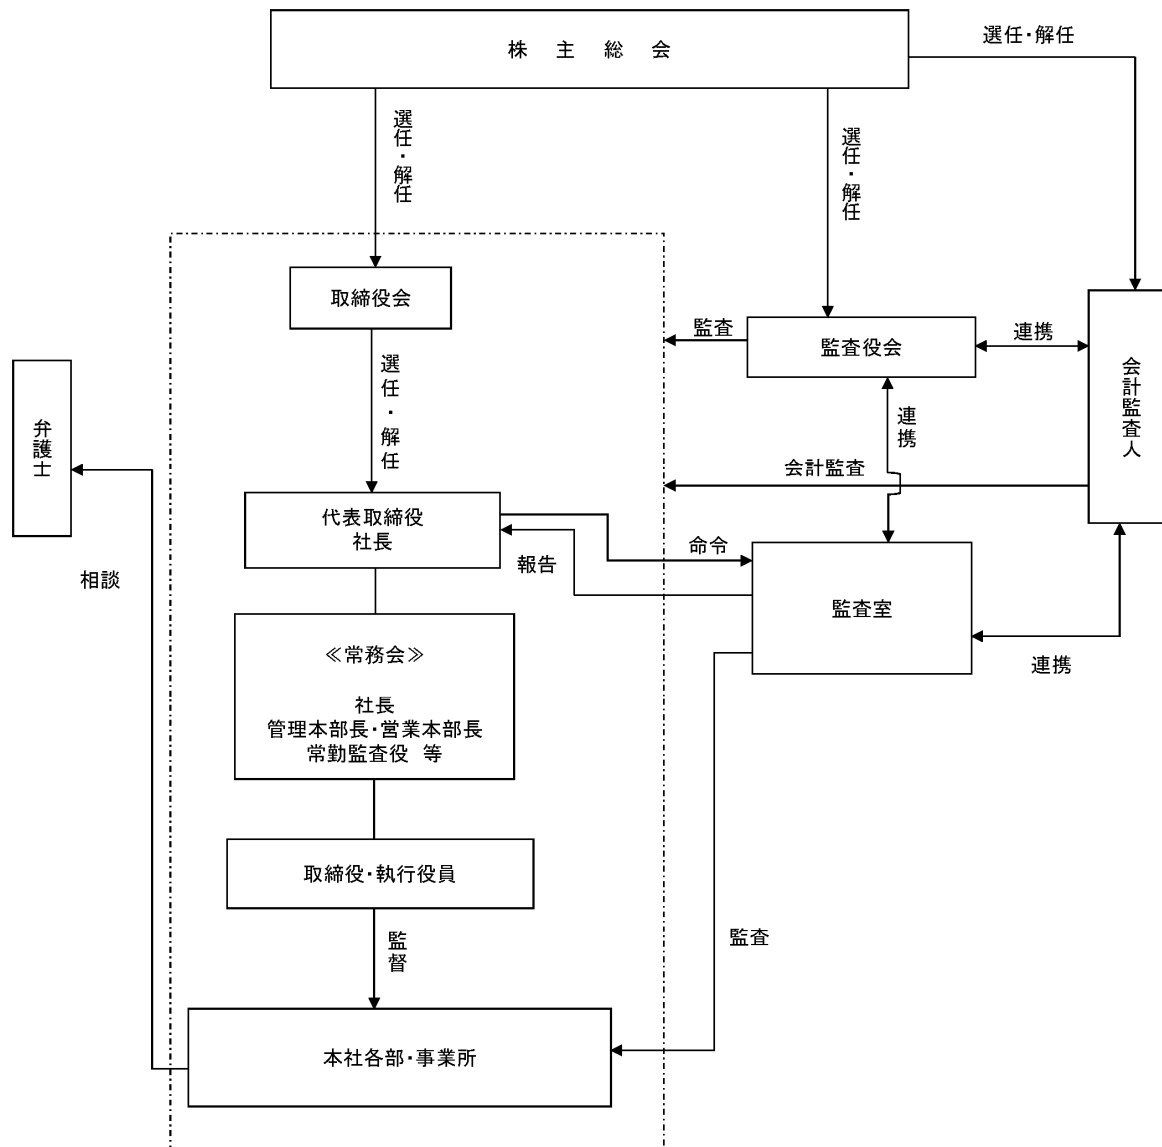 株主総会
選任・解任
選任・解任
選任・解任
取締役会
監査
監査役会
連携
会計監査人
選任・解任
連携
弁護士
会計監査
代表取締役
社長
命令
報告
監査室
相談
連携
≪常務会≫
社長
管理本部長・営業本部長
常勤監査役 等
取締役・執行役員
監督
監査
本社各部・事業所